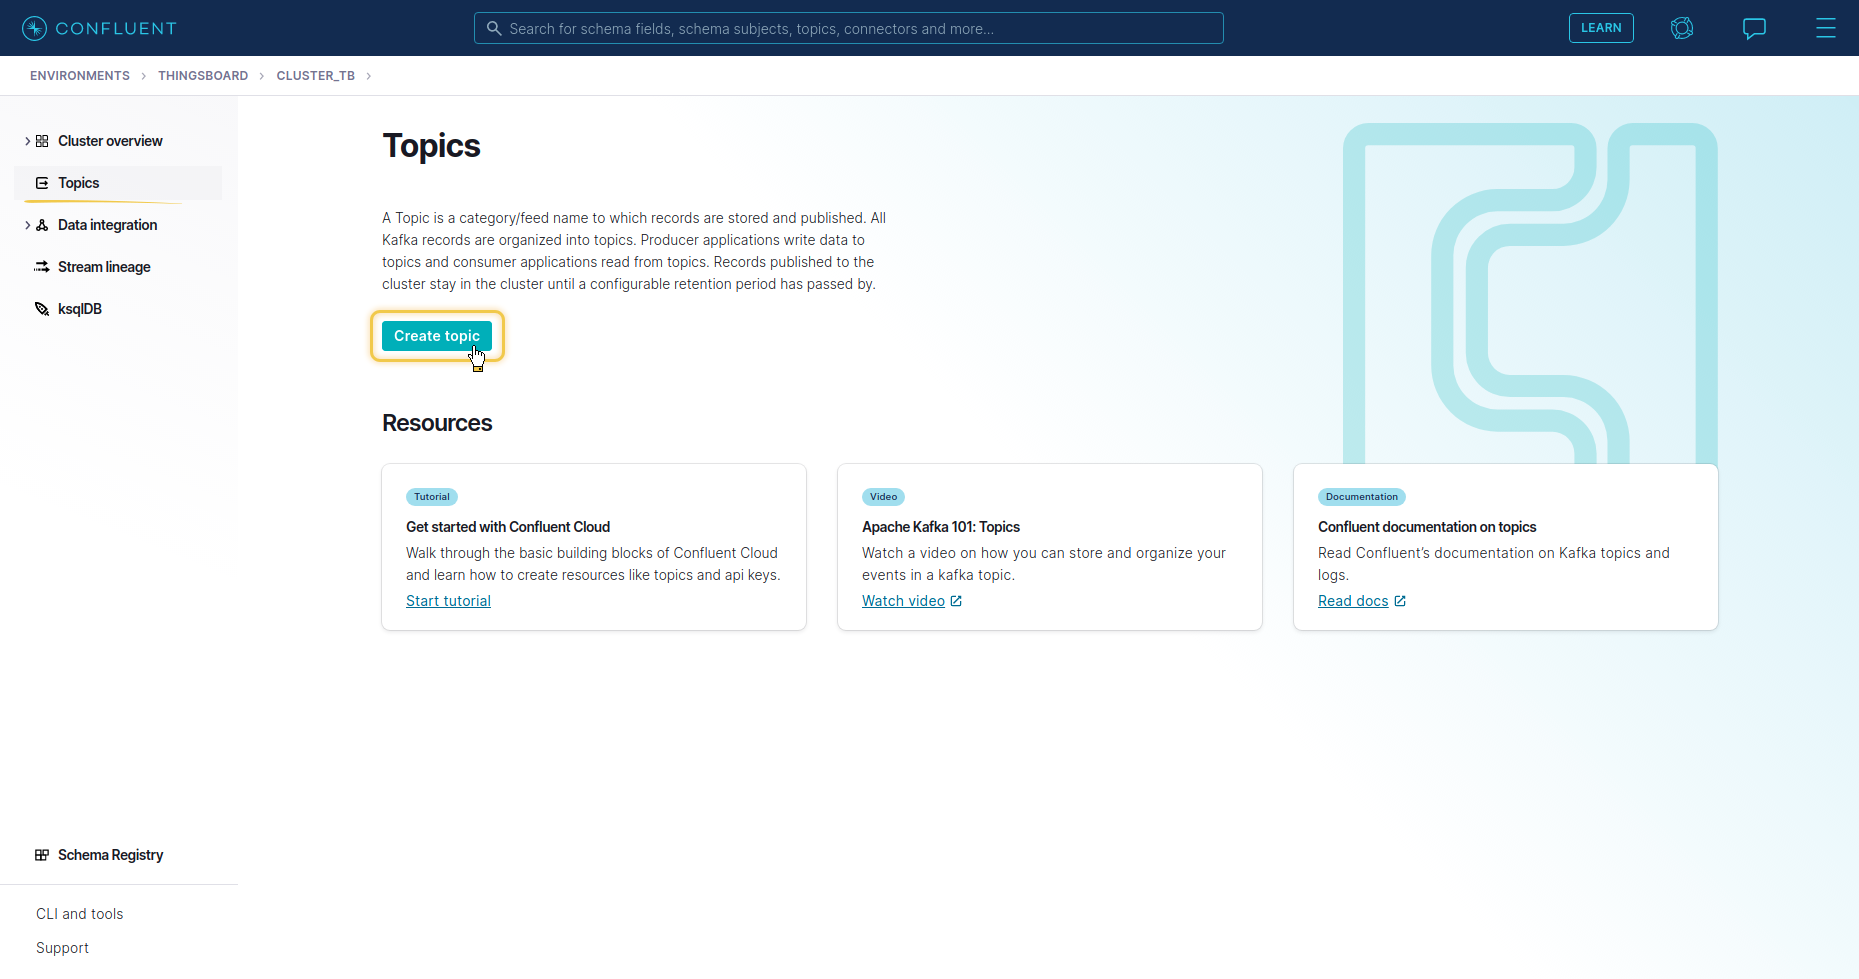 CONFLUENT
Search for schema fields, schema subjects, topics, connectors and more...
LEARN
ENVIRONMENTS > THINGSBOARD > CLUSTER_TB >
Cluster overview
Topics
Data integration
Stream lineage
ksqlDB
Schema Registry
CLI and tools
Support
Topics
A Topic is a category/feed name to which records are stored and published. All
Kafka records are organized into topics. Producer applications write data to
topics and consumer applications read from topics. Records published to the
cluster stay in the cluster until a configurable retention period has passed by.
Create topic
Resources
Tutorial
Get started with Confluent Cloud
Walk through the basic building blocks of Confluent Cloud
and learn how to create resources like topics and api keys.
Start tutorial
Video
Apache Kafka 101: Topics
Watch a video on how you can store and organize your
events in a kafka topic.
Watch video
Documentation
Confluent documentation on topics
Read Confluent’s documentation on Kafka topics and
logs.
Read docs